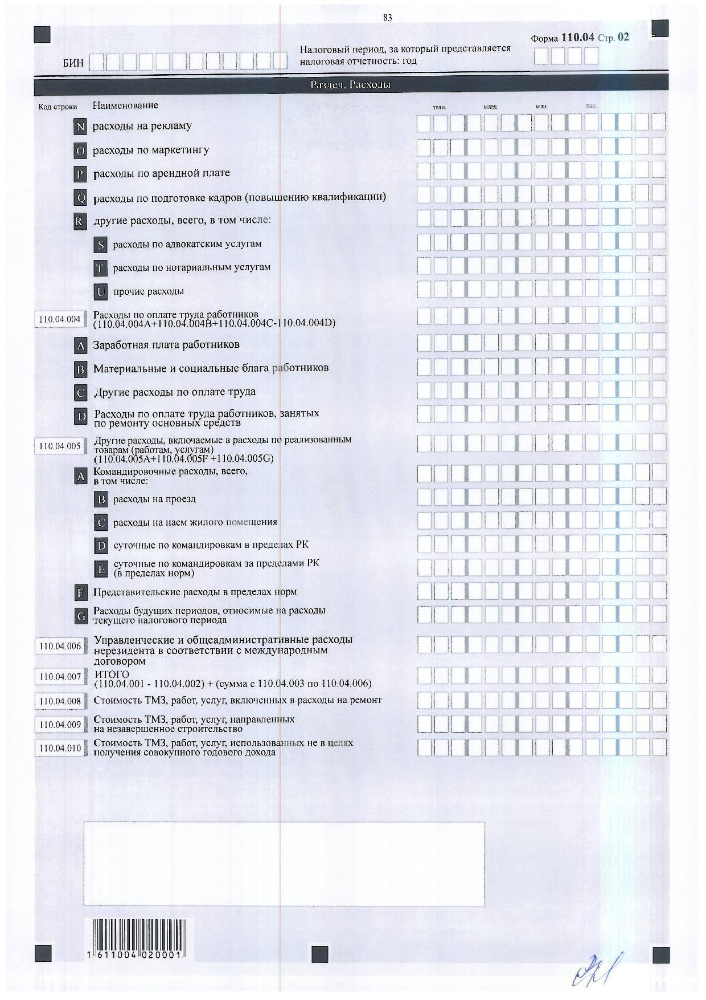 83
Форма 110.04 Стр. 02
БИН
Налоговый период, за который представляется
налоговая отчетность: год
Раздел. Расходы
Код строки Наименование трлн. млрд. млн. тыс.
N расходы на рекламу
O расходы по маркетингу
P расходы по арендной плате
Q расходы по подготовке кадров (повышению квалификации)
R другие расходы, всего, в том числе:
S расходы по адвокатским услугам
T расходы по нотариальным услугам
U прочие расходы
110.04.004 Расходы по оплате труда работников
(110.04.004A+110.04.004B+110.04.004C-110.04.004D)
A Заработная плата работников
B Материальные и социальные блага работников
C Другие расходы по оплате труда
D Расходы по оплате труда работников, занятых
по ремонту основных средств
110.04.005 Другие расходы, включаемые в расходы по реализованным
товарам (работам, услугам)
(110.04.005A+110.04.005F +110.04.005G)
A Командировочные расходы, всего,
в том числе:
B расходы на проезд
C расходы на наем жилого помещения
D суточные по командировкам в пределах РК
E суточные по командировкам за пределами РК
(в пределах норм)
F Представительские расходы в пределах норм
G Расходы будущих периодов, относимые на расходы
текущего налогового периода
110.04.006 Управленческие и общеадминистративные расходы
нерезидента в соответствии с международным
договором
110.04.007 ИТОГО
(110.04.001 - 110.04.002) + (сумма с 110.04.003 по 110.04.006)
110.04.008 Стоимость ТМЗ, работ, услуг, включенных в расходы на ремонт
110.04.009 Стоимость ТМЗ, работ, услуг, направленных
на незавершенное строительство
110.04.010 Стоимость ТМЗ, работ, услуг, использованных не в целях
получения совокупного годового дохода
1 611004 020001